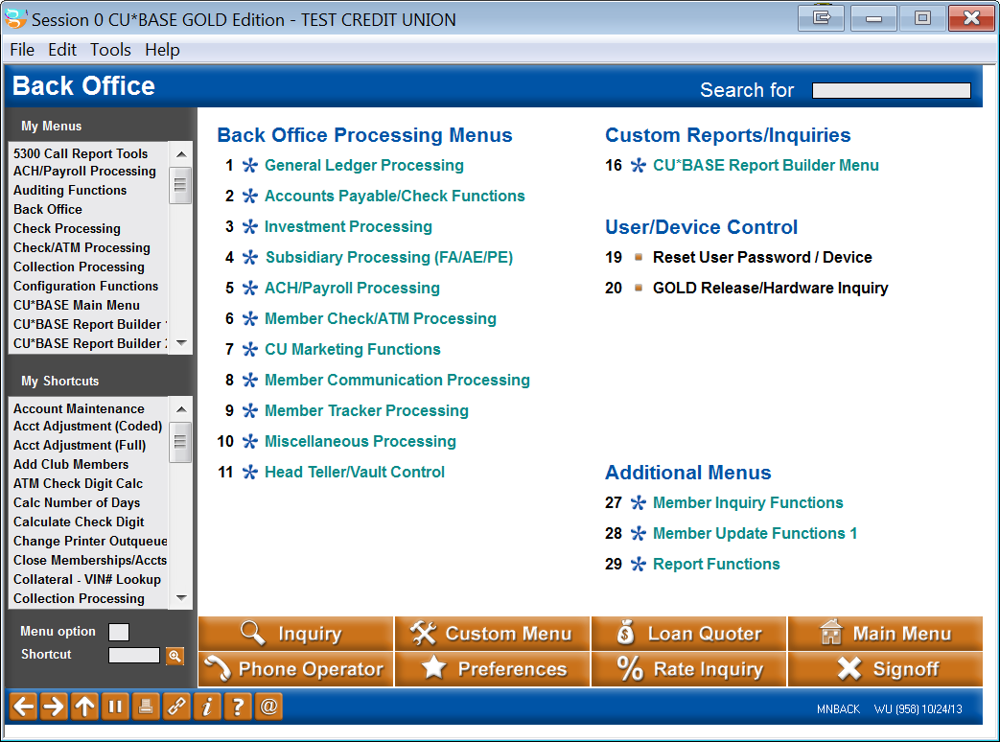 Session 0 CU*BASE GOLD Edition - TEST CREDIT UNION
File Edit Tools Help
Back Office
Search for
My Menus
5300 Call Report Tools
ACH/Payroll Processing
Auditing Functions
Back Office
Check Processing
Check/ATM Processing
Collection Processing
Configuration Functions
CU*BASE Main Menu
CU*BASE Report Builder
CU*BASE Report Builder 2
My Shortcuts
Account Maintenance
Acct Adjustment (Coded)
Acct Adjustment (Full)
Add Club Members
ATM Check Digit Calc
Calc Number of Days
Calculate Check Digit
Change Printer Outqueue
Close Memberships/Accts
Collateral - VIN# Lookup
Collection Processing
Menu option
Shortcut
Back Office Processing Menus
1 General Ledger Processing
2 Accounts Payable/Check Functions
3 Investment Processing
4 Subsidiary Processing (FA/AE/PE)
5 ACH/Payroll Processing
6 Member Check/ATM Processing
7 CU Marketing Functions
8 Member Communication Processing
9 Member Tracker Processing
10 Miscellaneous Processing
11 Head Teller/Vault Control
Custom Reports/Inquiries
16 CU*BASE Report Builder Menu
User/Device Control
19 Reset User Password / Device
20 GOLD Release/Hardware Inquiry
Additional Menus
27 Member Inquiry Functions
28 Member Update Functions 1
29 Report Functions
Inquiry
Custom Menu
Loan Quoter
Main Menu
Phone Operator
Preferences
Rate Inquiry
Signoff
MNBACK WU (958) 10/24/13